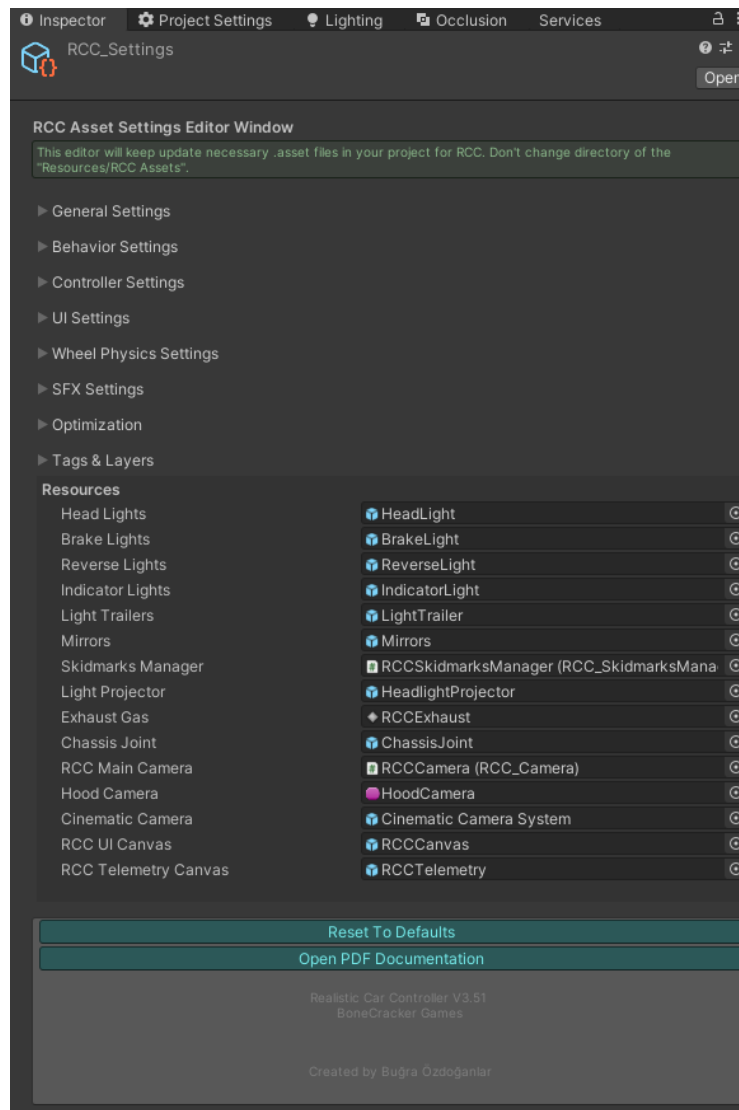 Inspector Project Settings Lighting Occlusion Services
RCC_Settings
Open
RCC Asset Settings Editor Window
This editor will keep update necessary .asset files in your project for RCC. Don't change directory of the
"Resources/RCC Assets".
General Settings
Behavior Settings
Controller Settings
UI Settings
Wheel Physics Settings
SFX Settings
Optimization
Tags & Layers
Resources
Head Lights HeadLight
Brake Lights BrakeLight
Reverse Lights ReverseLight
Indicator Lights IndicatorLight
Light Trailers LightTrailer
Mirrors Mirrors
Skidmarks Manager RCCSkidmarksManager (RCC_SkidmarksMana
Light Projector HeadlightProjector
Exhaust Gas RCCExhaust
Chassis Joint ChassisJoint
RCC Main Camera RCCCamera (RCC_Camera)
Hood Camera HoodCamera
Cinematic Camera Cinematic Camera System
RCC UI Canvas RCCCanvas
RCC Telemetry Canvas RCCTelemetry
Reset To Defaults
Open PDF Documentation
Realistic Car Controller V3.51
BoneCracker Games
Created by Buğra Özdoğanlar